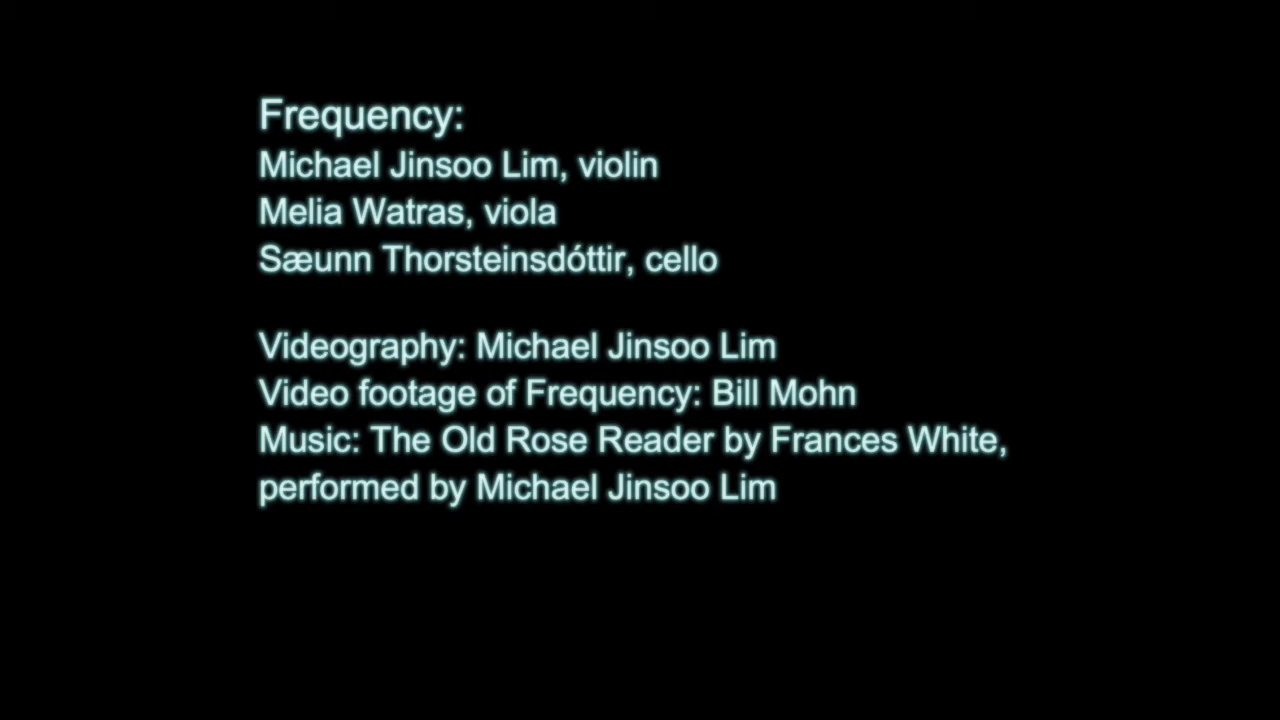 Frequency:
Michael Jinsoo Lim, violin
Melia Watras, viola
Sæunn Thorsteinsdóttir, cello
Videography: Michael Jinsoo Lim
Video footage of Frequency: Bill Mohn
Music: The Old Rose Reader by Frances White,
performed by Michael Jinsoo Lim